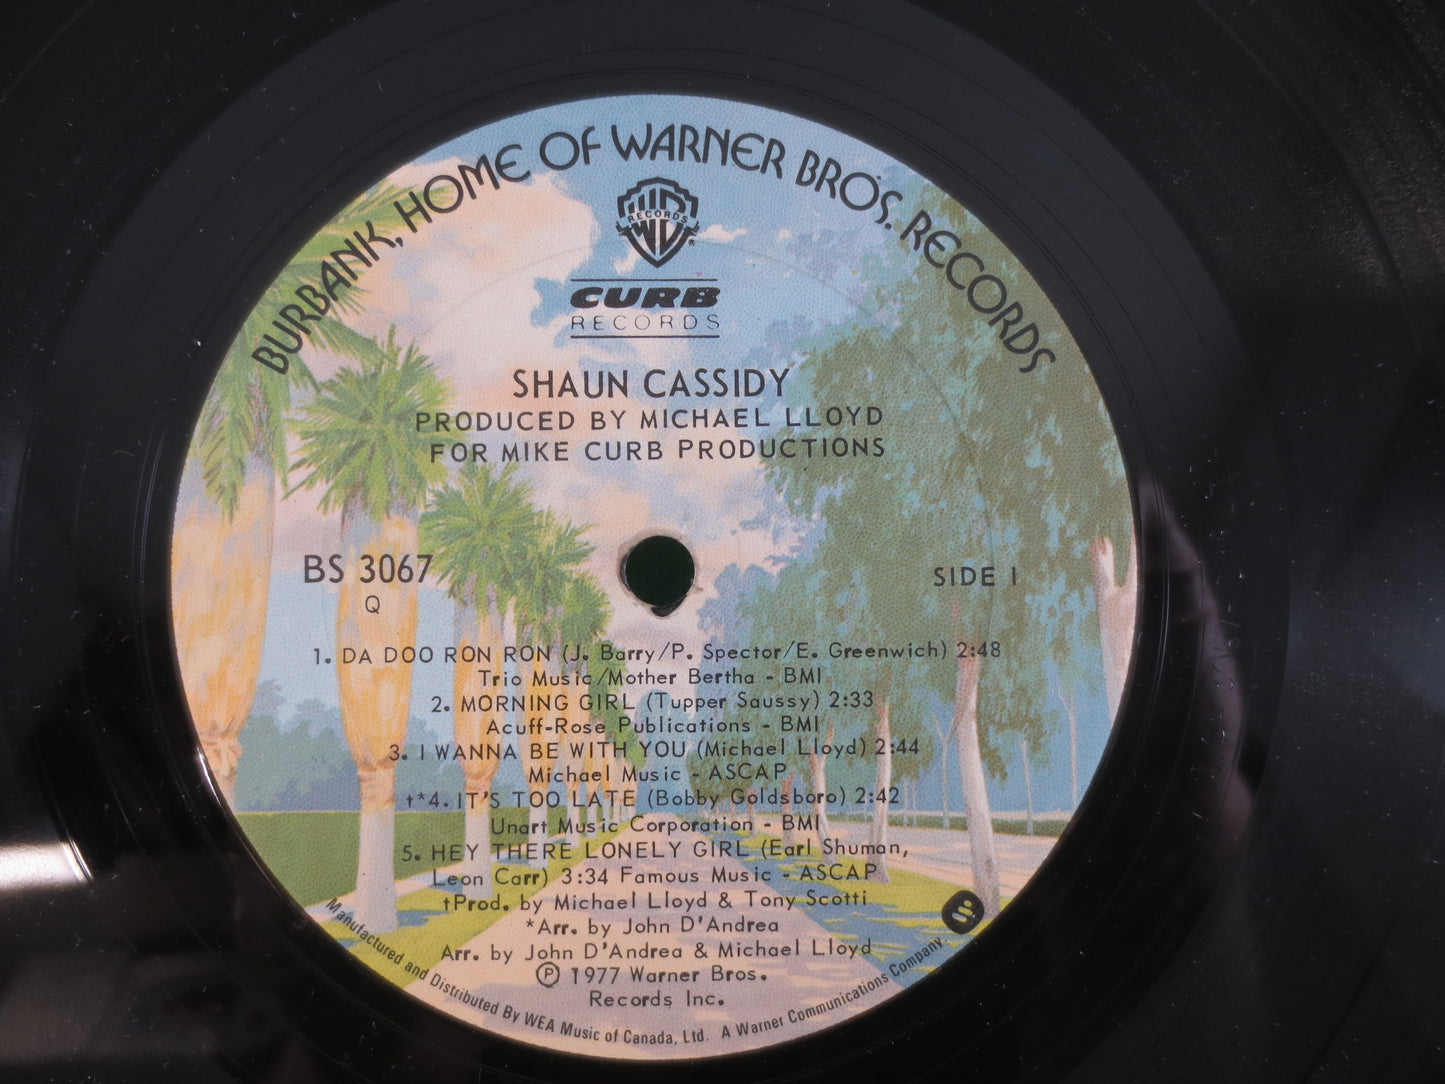 BURBANK, HOME OF WARNER BROS. RECORDS
RECORDS
CURB
RECORDS
SHAUN CASSIDY
PRODUCED BY MICHAEL LLOYD
FOR MIKE CURB PRODUCTIONS
BS 3067
Q
SIDE 1
1. DA DOO RON RON (J. Barry/P. Spector/E. Greenwich) 2:48
Trio Music/Mother Bertha - BMI
2. MORNING GIRL (Tupper Saussy) 2:33
Acuff-Rose Publications - BMI
3. I WANNA BE WITH YOU (Michael Lloyd) 2:44
Michael Music - ASCAP
†*4. IT'S TOO LATE (Bobby Goldsboro) 2:42
Unart Music Corporation - BMI
5. HEY THERE LONELY GIRL (Earl Shuman,
Leon Carr) 3:34 Famous Music - ASCAP
†Prod. by Michael Lloyd & Tony Scotti
*Arr. by John D'Andrea
Arr. by John D'Andrea & Michael Lloyd
Ⓟ 1977 Warner Bros.
Records Inc.
Manufactured and Distributed By WEA Music of Canada, Ltd. A Warner Communications Company